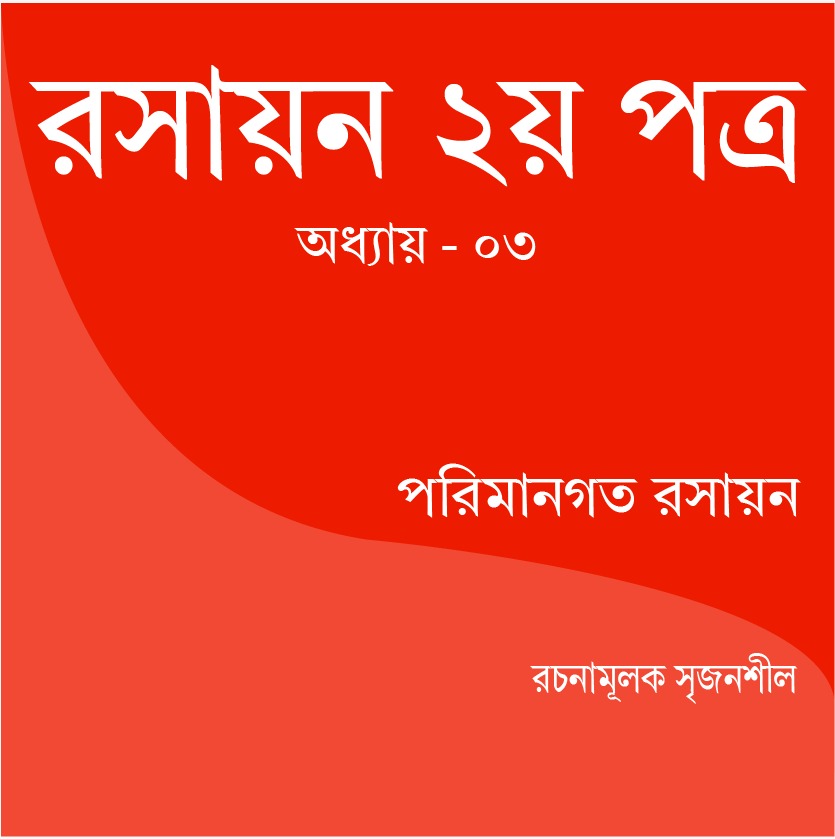 রসায়ন ২য় পত্র
অধ্যায় - ০৩
পরিমানগত রসায়ন
রচনামূলক সৃজনশীল